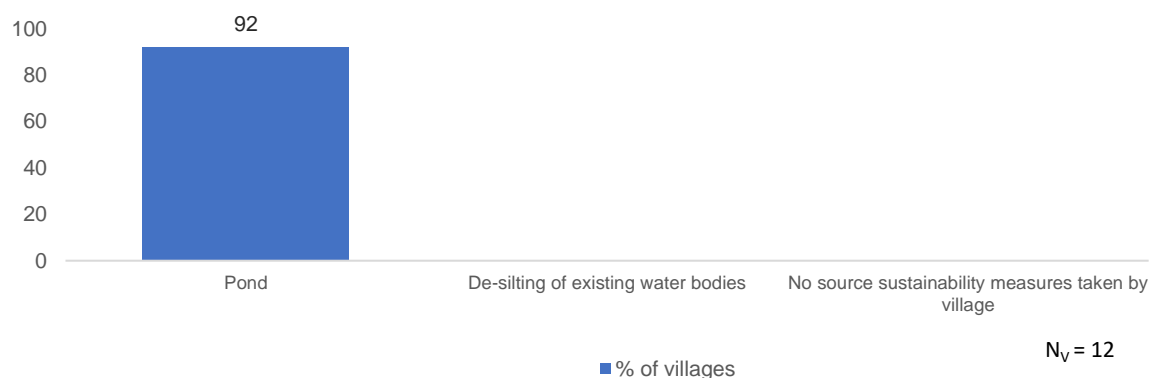 100
80
60
40
20
0
92
Pond
De-silting of existing water bodies
No source sustainability measures taken by
village
N_V = 12
% of villages